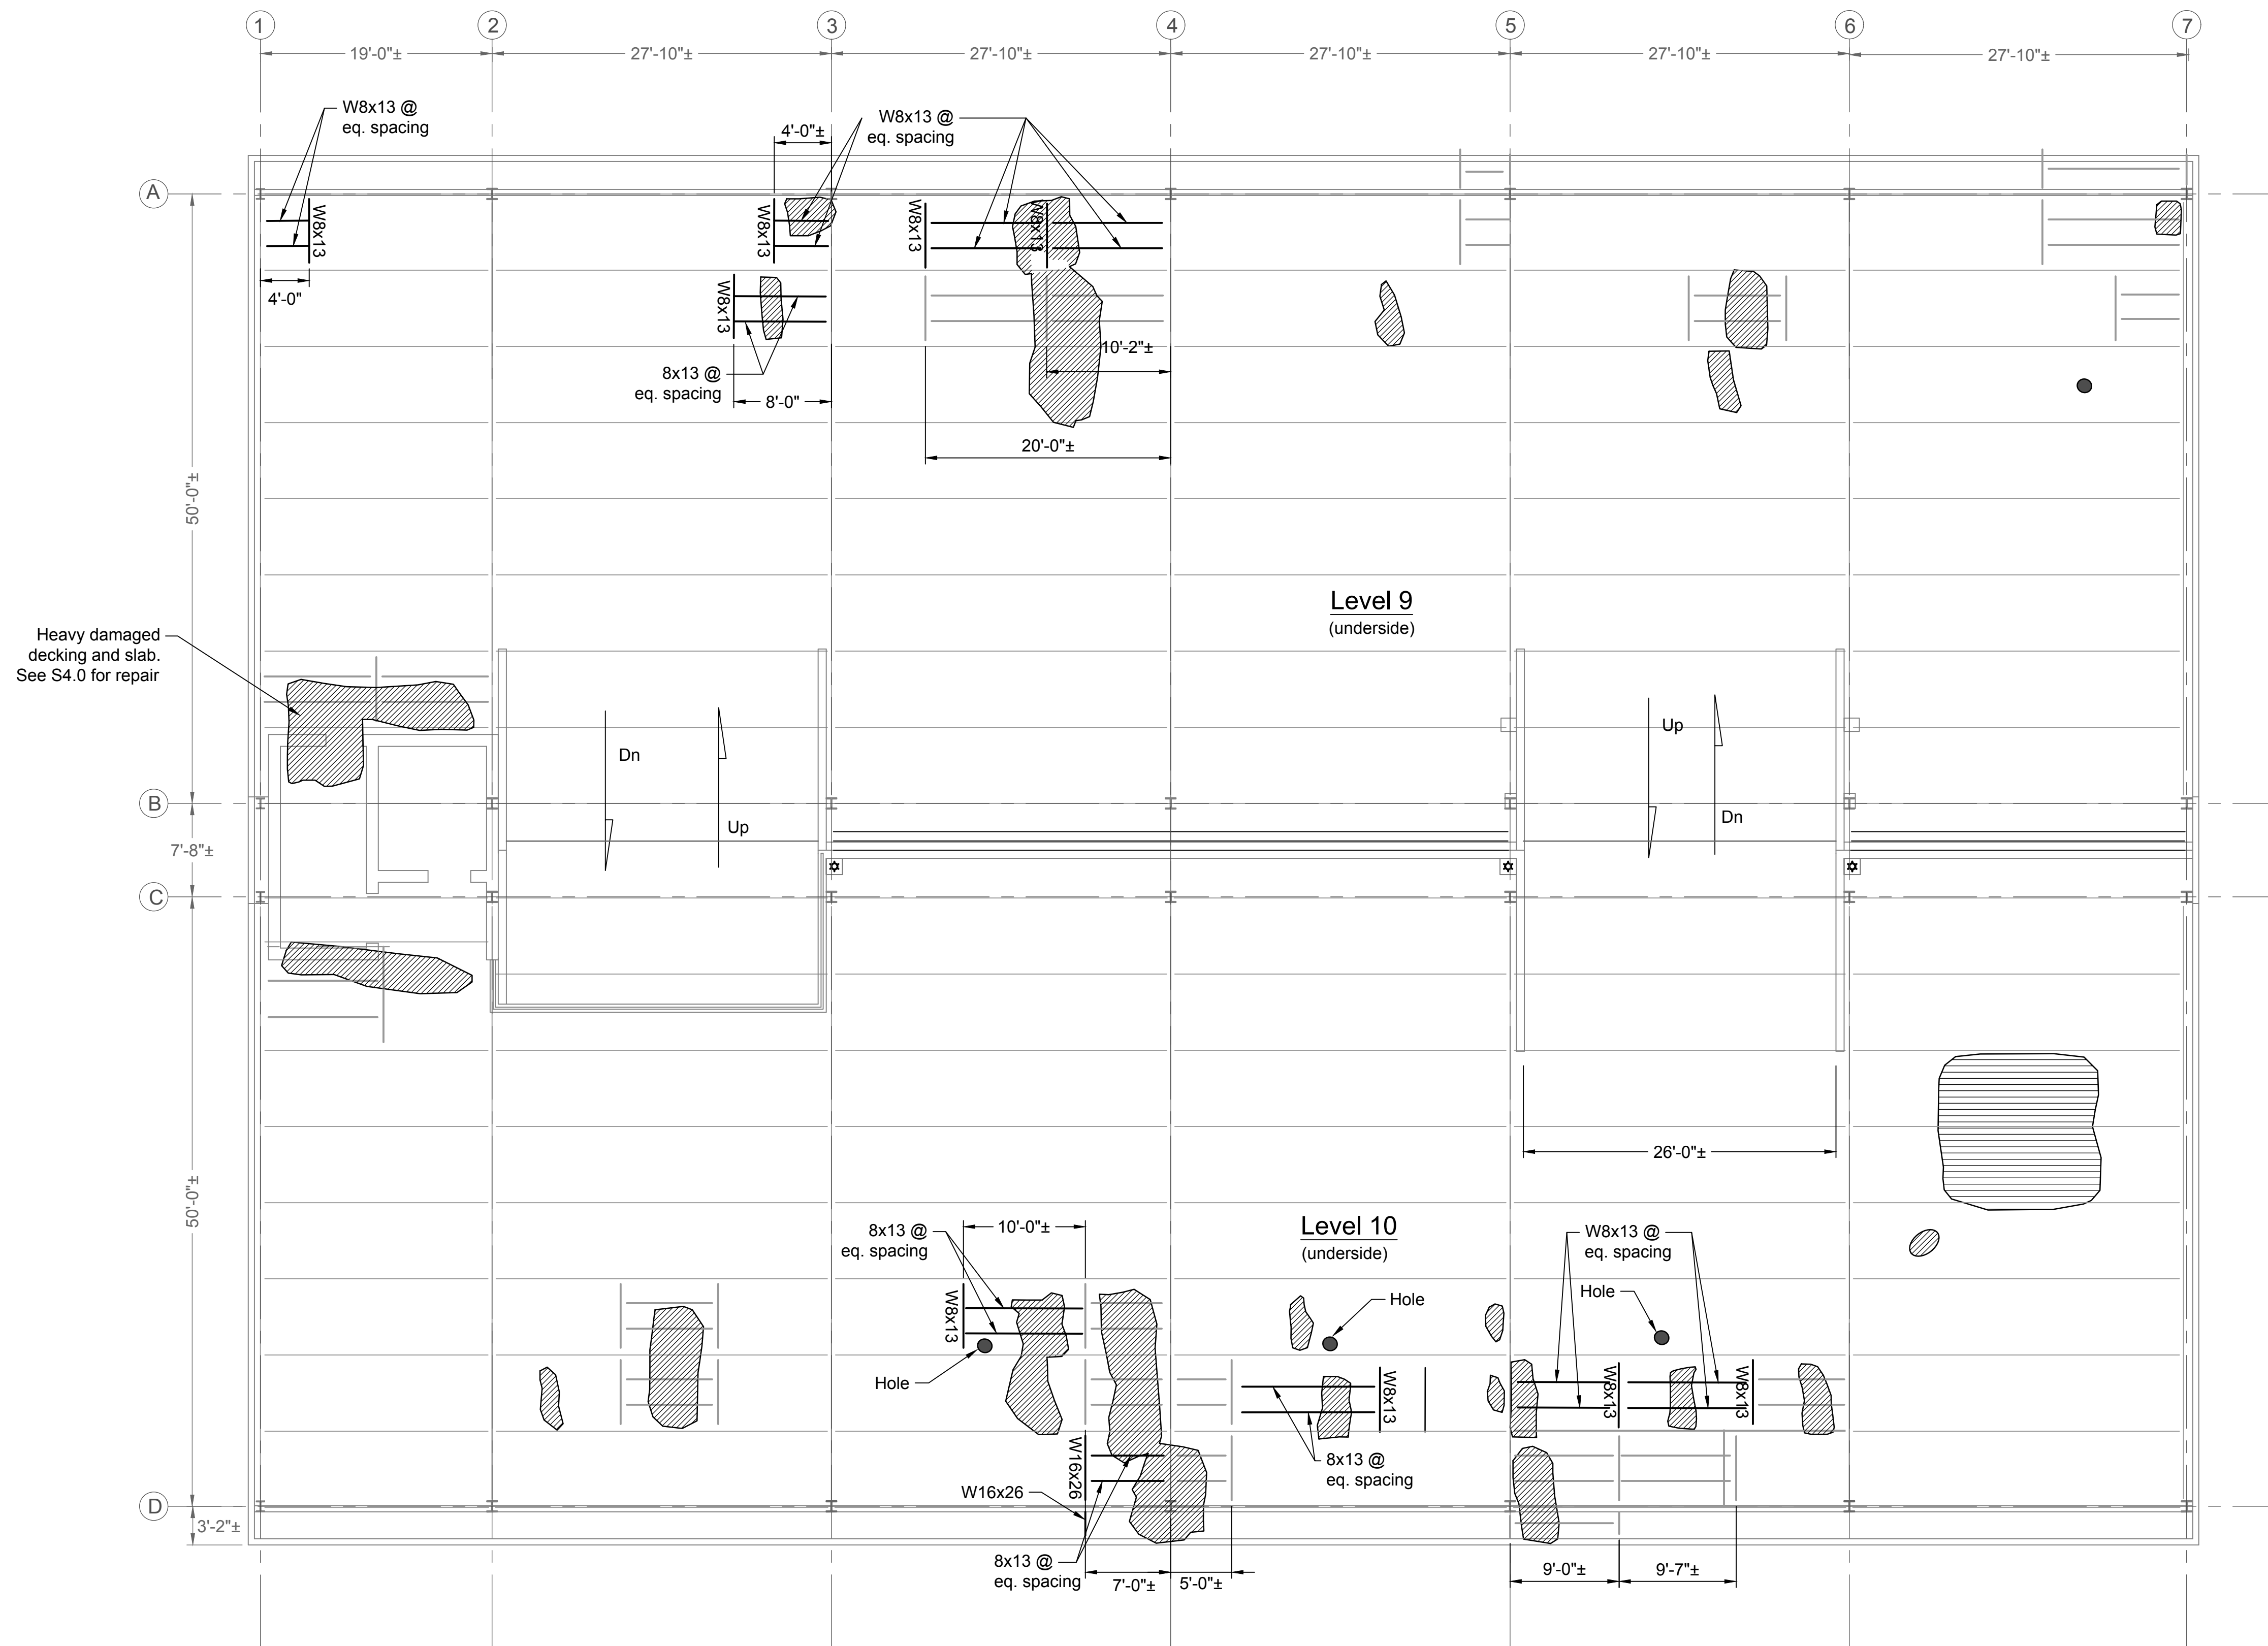 1
2
3
4
5
6
7
19'-0"±
27'-10"±
27'-10"±
27'-10"±
27'-10"±
27'-10"±
W8x13 @
eq. spacing
4'-0"±
W8x13 @
eq. spacing
A
W8x13
W8x13
W8x13
W8x13
4'-0"
W8x13
8x13 @
eq. spacing
8'-0"
10'-2"±
20'-0"±
50'-0"±
Level 9
(underside)
Heavy damaged
decking and slab.
See S4.0 for repair
Dn
Up
Up
Dn
B
7'-8"±
C
26'-0"±
50'-0"±
8x13 @
eq. spacing
10'-0"±
Level 10
(underside)
W8x13 @
eq. spacing
W8x13
Hole
Hole
Hole
W8x13
W8x13
W8x13
8x13 @
eq. spacing
W16x26
W16x26
D
3'-2"±
8x13 @
eq. spacing
7'-0"±
5'-0"±
9'-0"±
9'-7"±